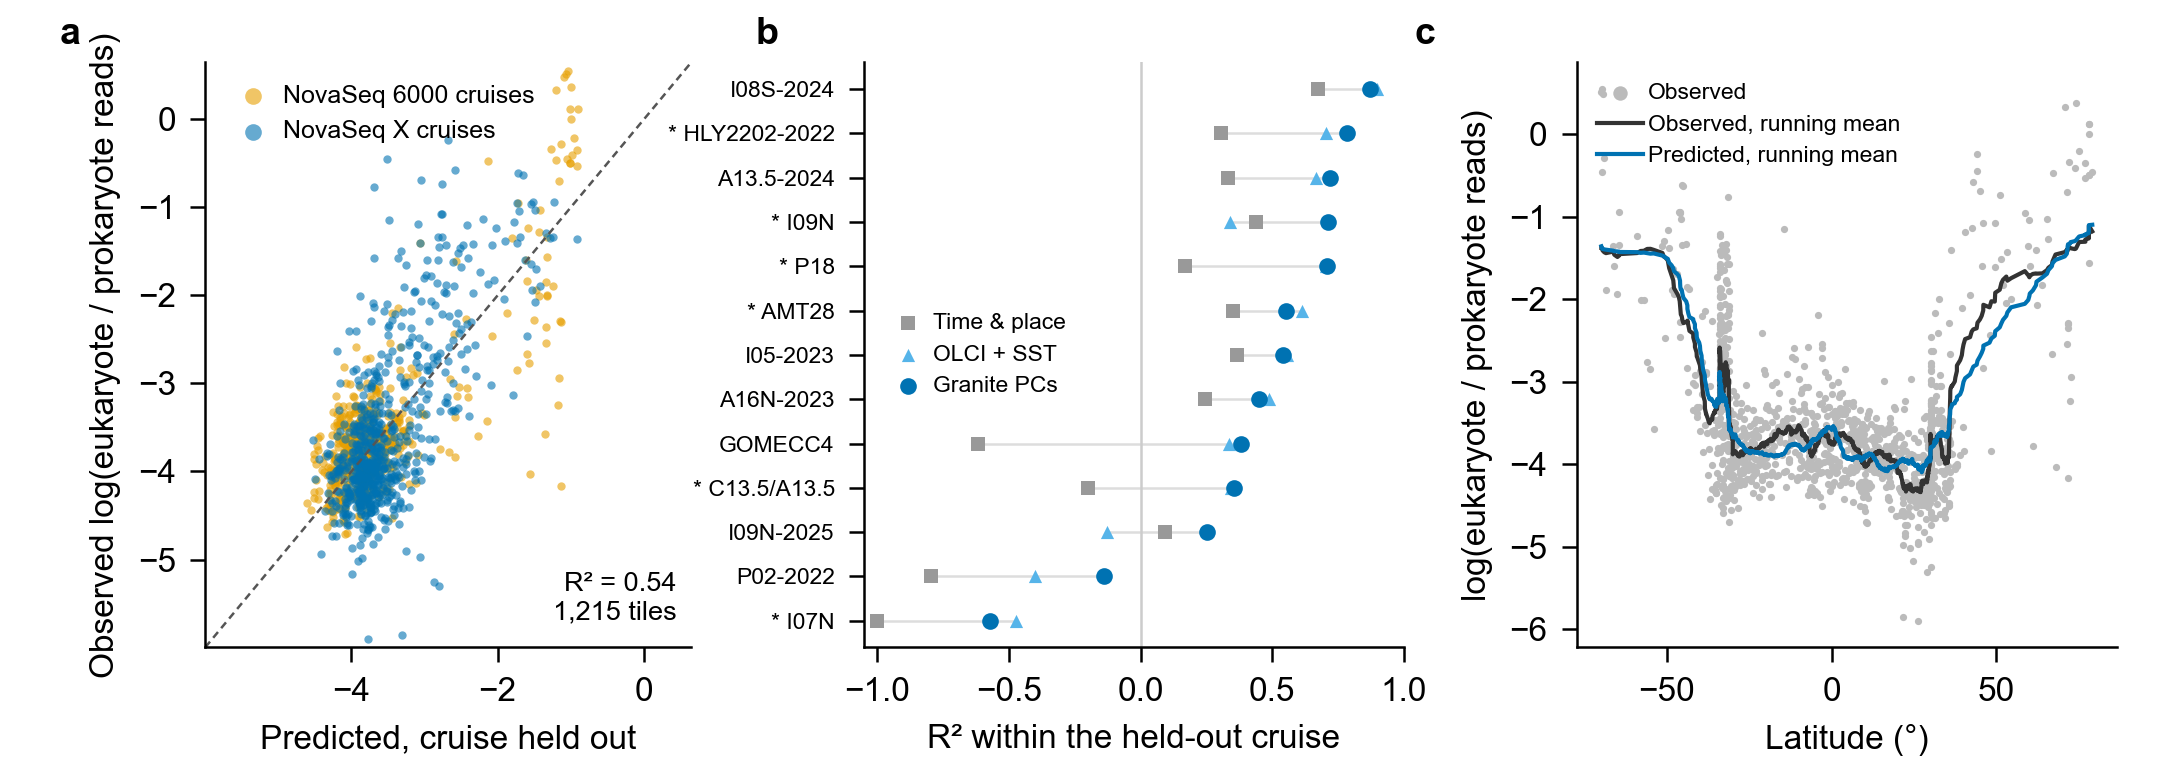 a
Observed log(eukaryote / prokaryote reads)
0
−1
−2
−3
−4
−5
NovaSeq 6000 cruises
NovaSeq X cruises
R² = 0.54
1,215 tiles
−4
−2
0
Predicted, cruise held out
b
I08S-2024
* HLY2202-2022
A13.5-2024
* I09N
* P18
* AMT28
I05-2023
A16N-2023
GOMECC4
* C13.5/A13.5
I09N-2025
P02-2022
* I07N
Time & place
OLCI + SST
Granite PCs
−1.0
−0.5
0.0
0.5
1.0
R² within the held-out cruise
c
log(eukaryote / prokaryote reads)
0
−1
−2
−3
−4
−5
−6
Observed
Observed, running mean
Predicted, running mean
−50
0
50
Latitude (°)